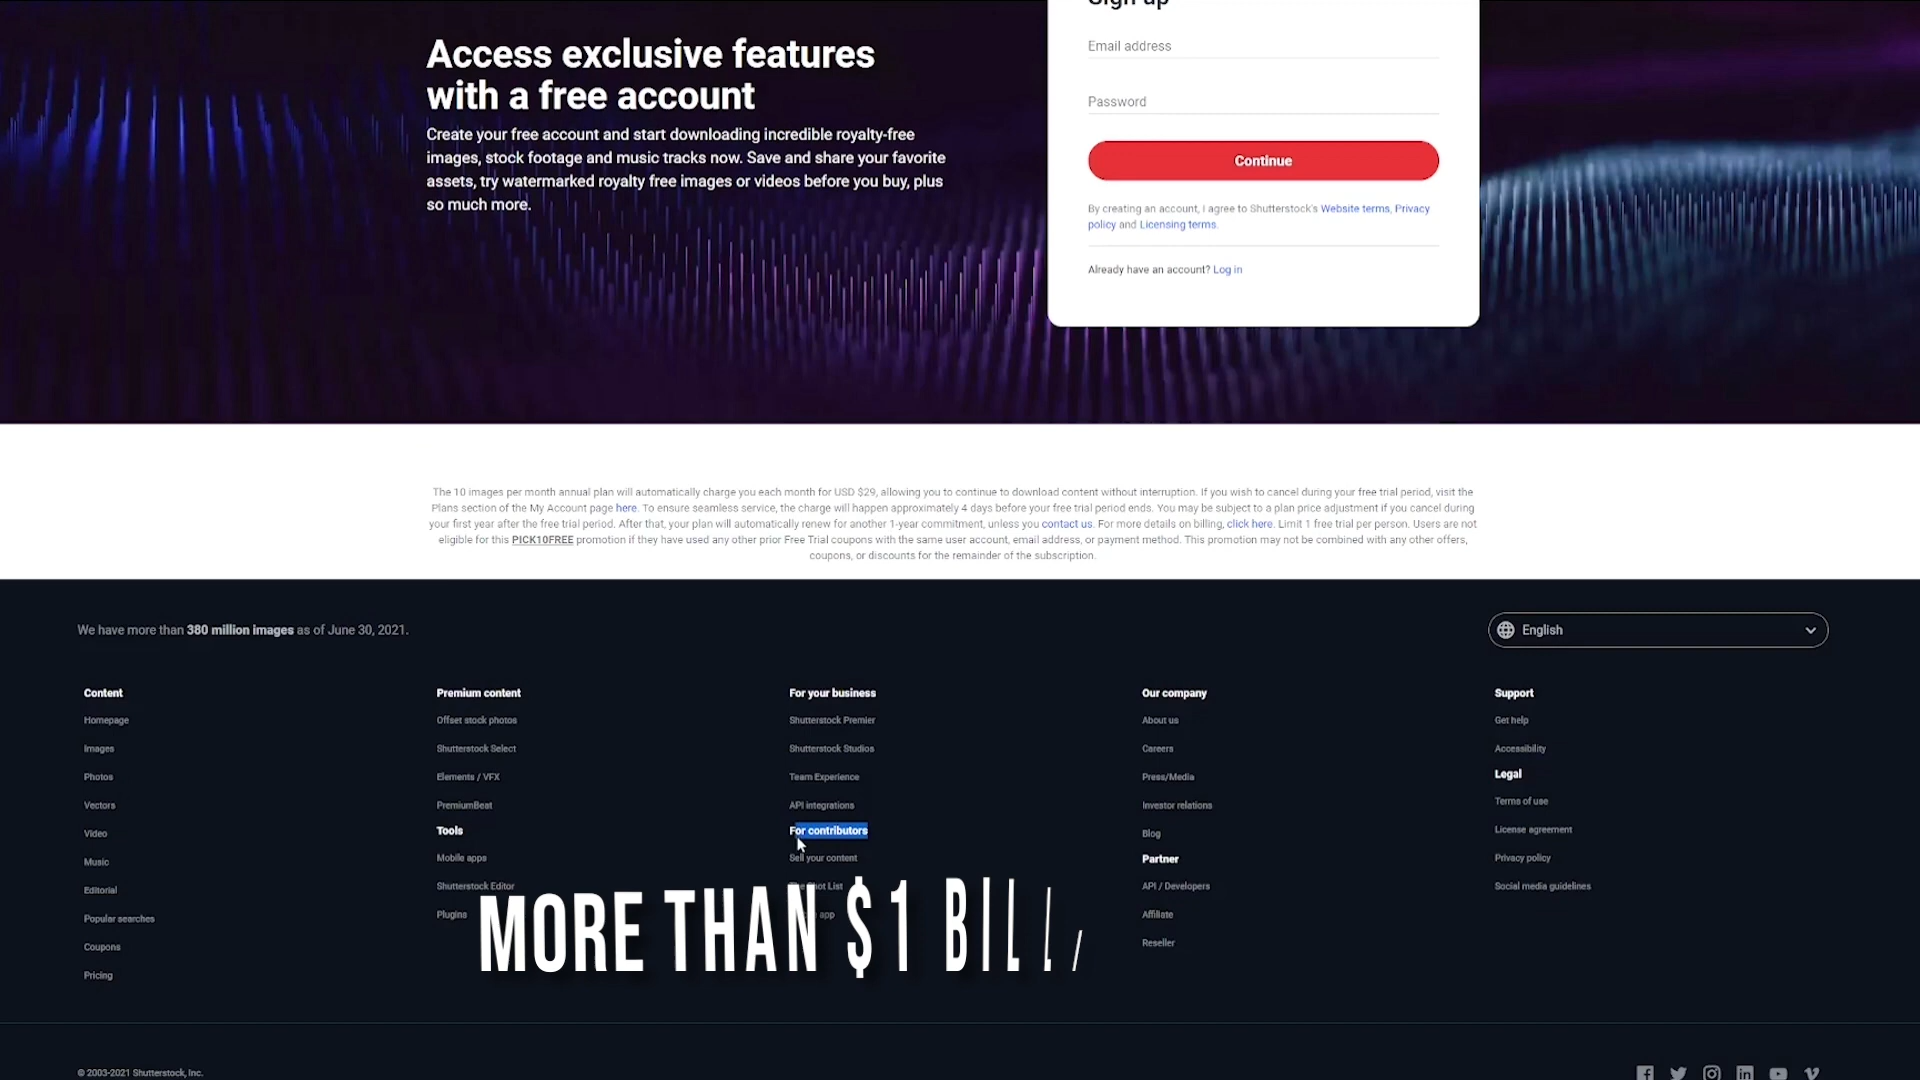 Sign up
Access exclusive features
with a free account
Create your free account and start downloading incredible royalty-free
images, stock footage and music tracks now. Save and share your favorite
assets, try watermarked royalty free images or videos before you buy, plus
so much more.
Email address
Password
Continue
By creating an account, I agree to Shutterstock's Website terms, Privacy
policy and Licensing terms.
Already have an account? Log in
The 10 images per month annual plan will automatically charge you each month for USD $29, allowing you to continue to download content without interruption. If you wish to cancel during your free trial period, visit the
Plans section of the My Account page here. To ensure seamless service, the charge will happen approximately 4 days before your free trial period ends. You may be subject to a plan price adjustment if you cancel during
your first year after the free trial period. After that, your plan will automatically renew for another 1-year commitment, unless you contact us. For more details on billing, click here. Limit 1 free trial per person. Users are not
eligible for this PICK10FREE promotion if they have used any other prior Free Trial coupons with the same user account, email address, or payment method. This promotion may not be combined with any other offers,
coupons, or discounts for the remainder of the subscription.
We have more than 380 million images as of June 30, 2021.
English
Content
Homepage
Images
Photos
Vectors
Video
Music
Editorial
Popular searches
Coupons
Pricing
Premium content
Offset stock photos
Shutterstock Select
Elements / VFX
PremiumBeat
Tools
Mobile apps
Shutterstock Editor
Plugins
For your business
Shutterstock Premier
Shutterstock Studios
Team Experience
API integrations
For contributors
Sell your content
Shot List
app
Our company
About us
Careers
Press/Media
Investor relations
Blog
Partner
API / Developers
Affiliate
Reseller
Support
Get help
Accessibility
Legal
Terms of use
License agreement
Privacy policy
Social media guidelines
MORE THAN $1 BILL
© 2003-2021 Shutterstock, Inc.